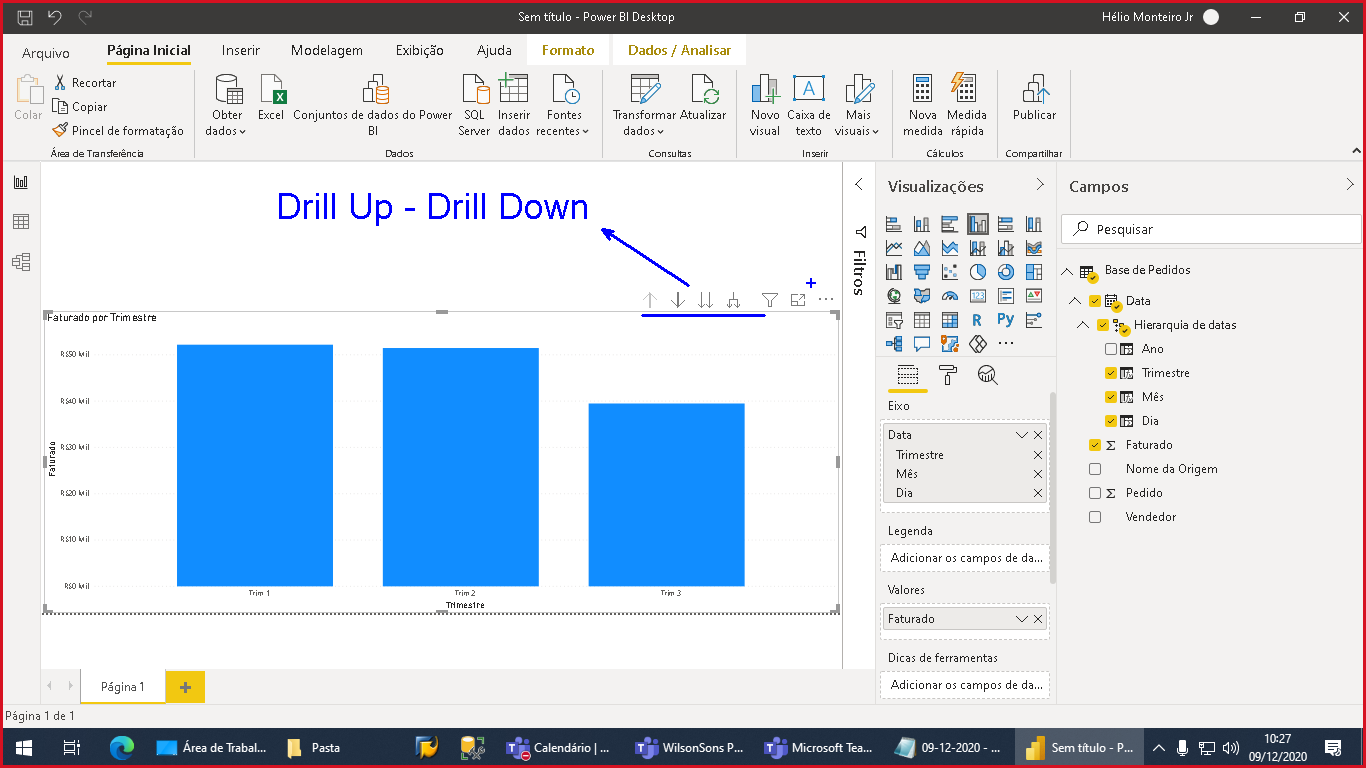 Sem título - Power BI Desktop
Hélio Monteiro Jr
Arquivo
Página Inicial
Inserir
Modelagem
Exibição
Ajuda
Formato
Dados / Analisar
Colar
Recortar
Copiar
Pincel de formatação
Área de Transferência
Obter dados
Excel
Conjuntos de dados do Power BI
SQL Server
Inserir dados
Fontes recentes
Dados
Transformar dados
Atualizar
Consultas
Novo visual
Caixa de texto
Mais visuais
Inserir
Nova medida
Medida rápida
Cálculos
Publicar
Compartilhar
Drill Up - Drill Down
Faturado por Trimestre
Faturado
R$50 Mil
R$40 Mil
R$30 Mil
R$20 Mil
R$10 Mil
R$0 Mil
Trim 1
Trim 2
Trim 3
Trimestre
Filtros
Visualizações
123
R
Py
Eixo
Data
Trimestre
Mês
Dia
Legenda
Adicionar os campos de da...
Valores
Faturado
Dicas de ferramentas
Adicionar os campos de da...
Campos
Pesquisar
Base de Pedidos
Data
Hierarquia de datas
Ano
Trimestre
Mês
Dia
Faturado
Nome da Origem
Pedido
Vendedor
Página 1
Página 1 de 1
Área de Trabal...
Pasta
Calendário | ...
WilsonSons P...
Microsoft Tea...
09-12-2020 - ...
Sem título - P...
10:27
09/12/2020